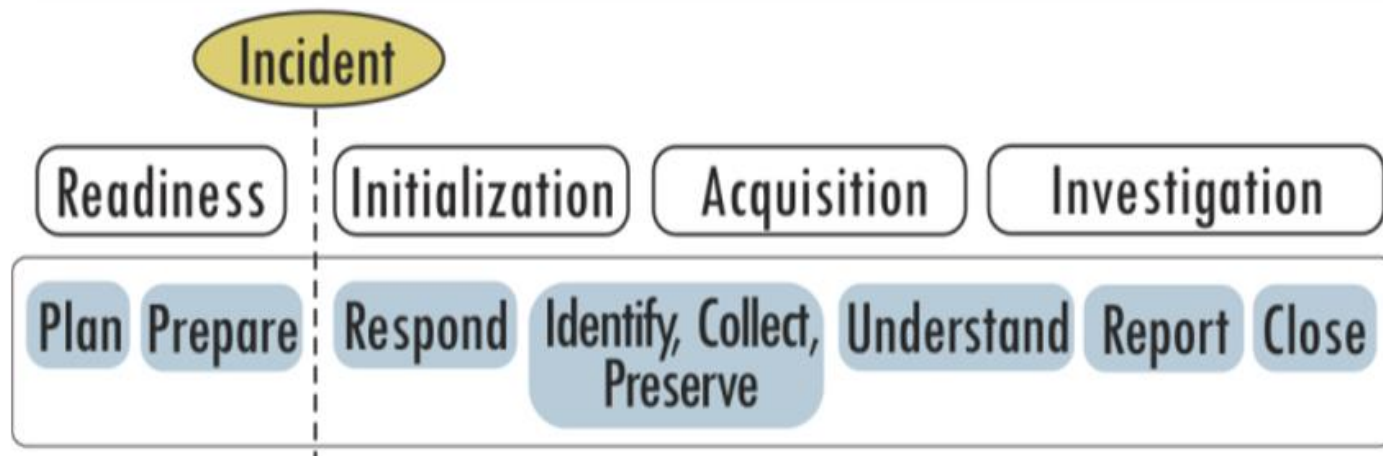 Incident
Readiness
Initialization
Acquisition
Investigation
Plan
Prepare
Respond
Identify, Collect,
Preserve
Understand
Report
Close